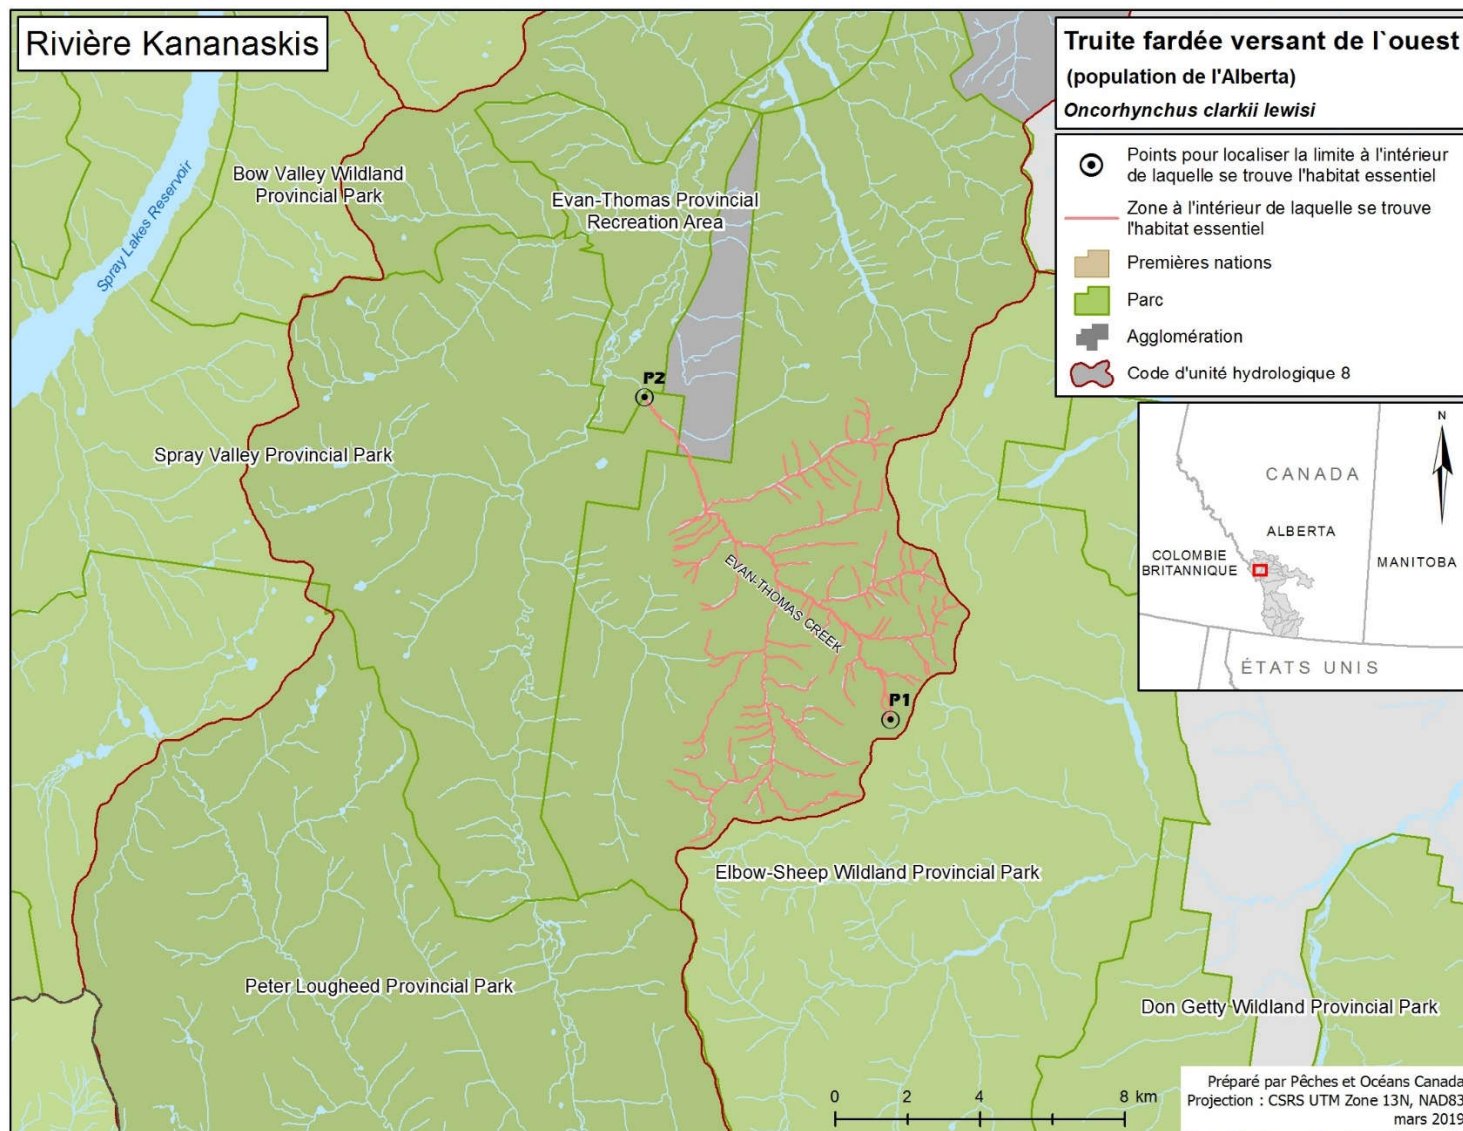 Rivière Kananaskis
Truite fardée versant de l`ouest
(population de l'Alberta)
Oncorhynchus clarkii lewisi
Points pour localiser la limite à l'intérieur
de laquelle se trouve l'habitat essentiel
Zone à l'intérieur de laquelle se trouve
l'habitat essentiel
Premières nations
Parc
Agglomération
Code d'unité hydrologique 8
Spray Lakes Reservoir
Bow Valley Wildland
Provincial Park
Evan-Thomas Provincial
Recreation Area
P2
Spray Valley Provincial Park
EVAN-THOMAS CREEK
P1
N
CANADA
ALBERTA
COLOMBIE
BRITANNIQUE
MANITOBA
ÉTATS UNIS
Elbow-Sheep Wildland Provincial Park
Peter Lougheed Provincial Park
Don Getty Wildland Provincial Park
0 2 4 8 km
Préparé par Pêches et Océans Canada
Projection : CSRS UTM Zone 13N, NAD83
mars 2019